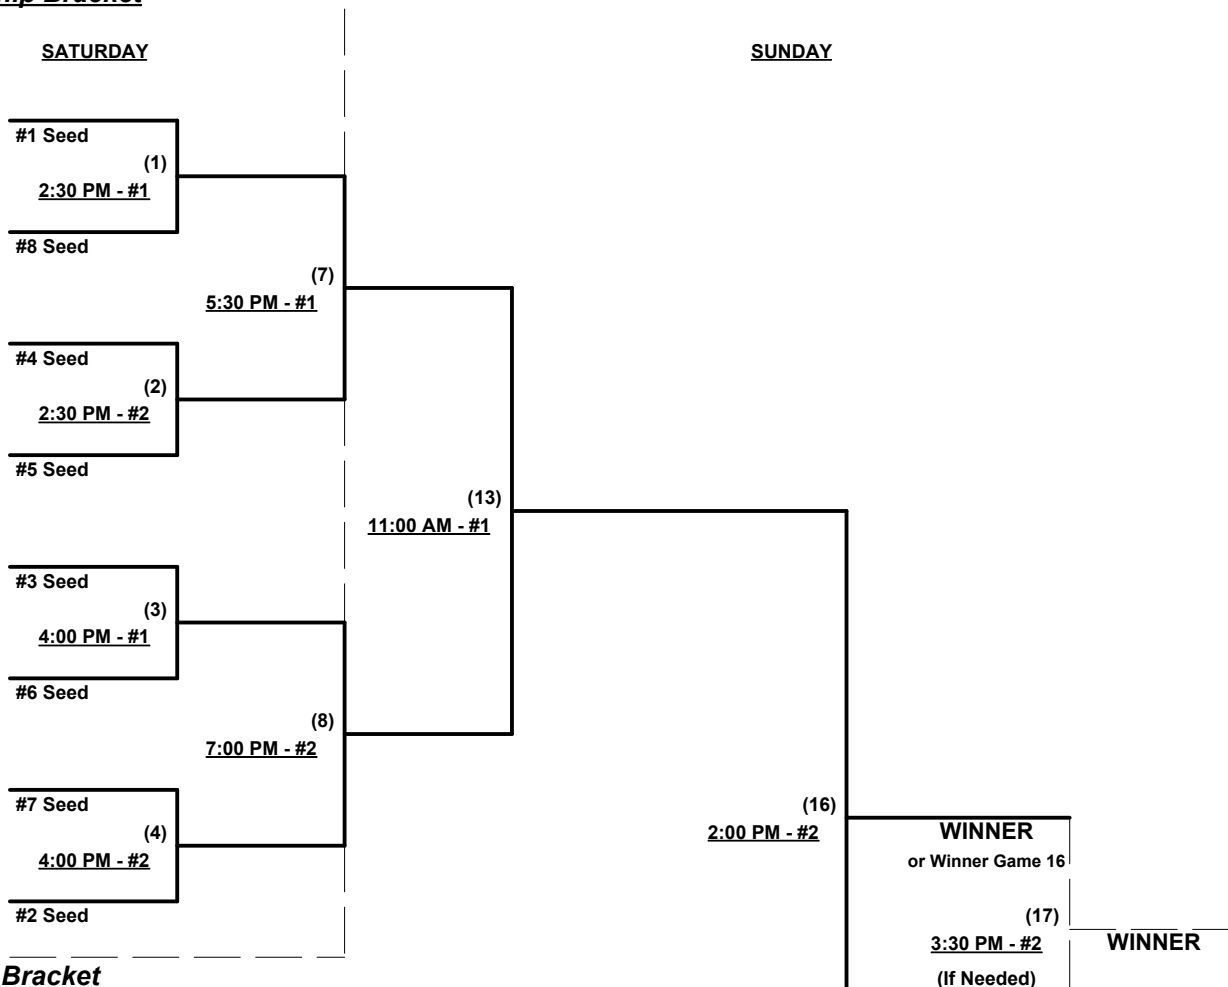 Bracket
SATURDAY
SUNDAY
#1 Seed
(1)
2:30 PM - #1
#8 Seed
(7)
5:30 PM - #1
#4 Seed
(2)
2:30 PM - #2
#5 Seed
(13)
11:00 AM - #1
#3 Seed
(3)
4:00 PM - #1
#6 Seed
(8)
7:00 PM - #2
#7 Seed
(4)
4:00 PM - #2
#2 Seed
(16)
2:00 PM - #2
WINNER
or Winner Game 16
(17)
3:30 PM - #2
WINNER
(If Needed)
Bracket